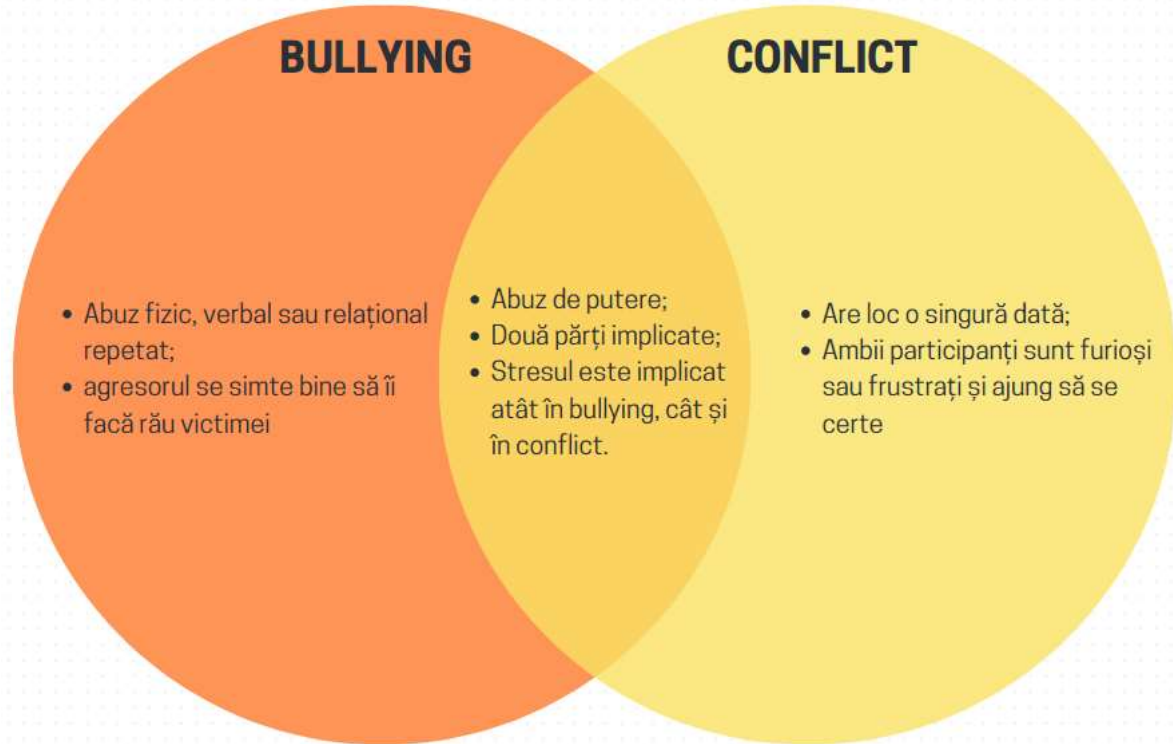 BULLYING
CONFLICT
• Abuz fizic, verbal sau relațional
repetat;
• agresorul se simte bine să îi
facă rău victimei
• Abuz de putere;
• Două părți implicate;
• Stresul este implicat
atât în bullying, cât și
în conflict.
• Are loc o singură dată;
• Ambii participanți sunt furioși
sau frustrați și ajung să se
certe